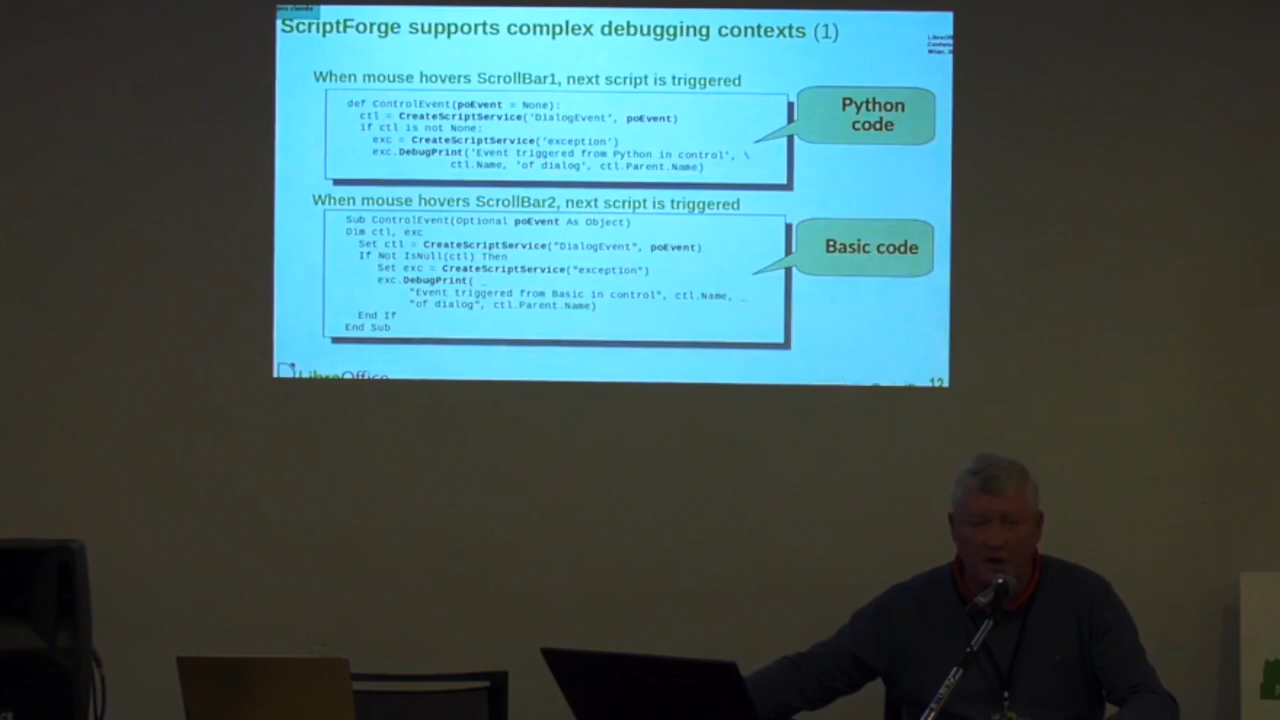 ScriptForge supports complex debugging contexts (1)
When mouse hovers ScrollBar1, next script is triggered
def ControlEvent(poEvent = None):
ctl = CreateScriptService('DialogEvent', poEvent)
if ctl is not None:
exc = CreateScriptService('exception')
exc.DebugPrint('Event triggered from Python in control', \
ctl.Name, 'of dialog', ctl.Parent.Name)
Python
code
When mouse hovers ScrollBar2, next script is triggered
Sub ControlEvent(Optional poEvent As Object)
Dim ctl, exc
Set ctl = CreateScriptService("DialogEvent", poEvent)
If Not IsNull(ctl) Then
Set exc = CreateScriptService("exception")
exc.DebugPrint( _
"Event triggered from Basic in control", ctl.Name, _
"of dialog", ctl.Parent.Name)
End If
End Sub
Basic code
LibreOffice
12